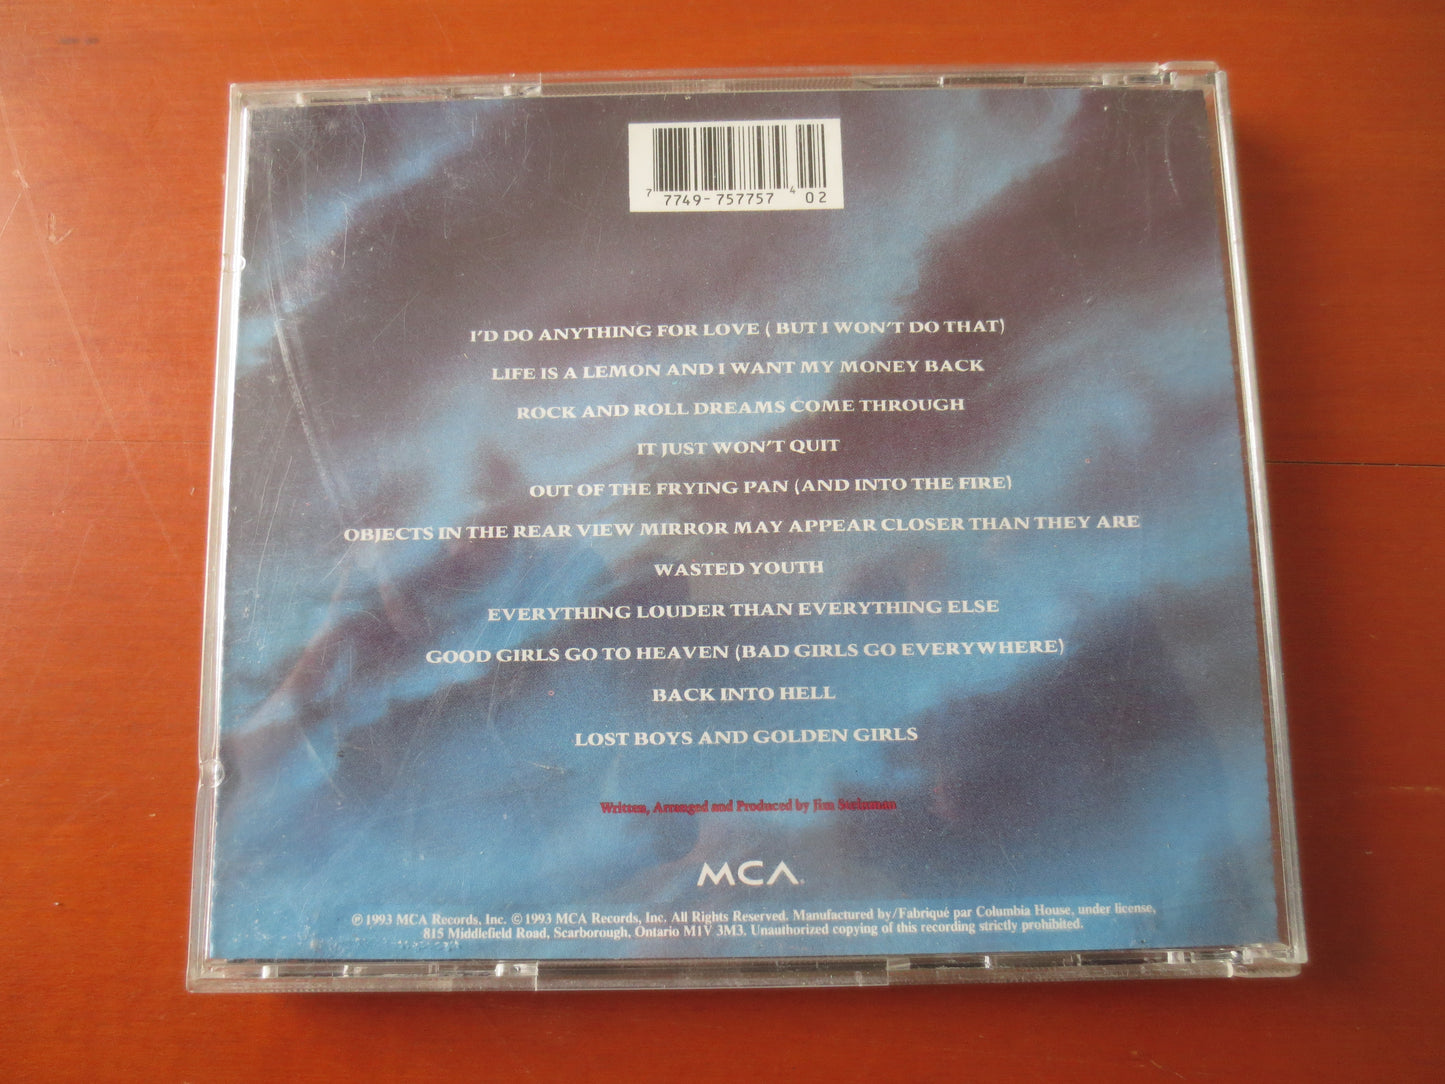 7 7749-757757 4 02
I'D DO ANYTHING FOR LOVE ( BUT I WON'T DO THAT)
LIFE IS A LEMON AND I WANT MY MONEY BACK
ROCK AND ROLL DREAMS COME THROUGH
IT JUST WON'T QUIT
OUT OF THE FRYING PAN (AND INTO THE FIRE)
OBJECTS IN THE REAR VIEW MIRROR MAY APPEAR CLOSER THAN THEY ARE
WASTED YOUTH
EVERYTHING LOUDER THAN EVERYTHING ELSE
GOOD GIRLS GO TO HEAVEN (BAD GIRLS GO EVERYWHERE)
BACK INTO HELL
LOST BOYS AND GOLDEN GIRLS
Written, Arranged and Produced by Jim Steinman
MCA
℗ 1993 MCA Records, Inc. © 1993 MCA Records, Inc. All Rights Reserved. Manufactured by/Fabriqué par Columbia House, under license,
815 Middlefield Road, Scarborough, Ontario M1V 3M3. Unauthorized copying of this recording strictly prohibited.